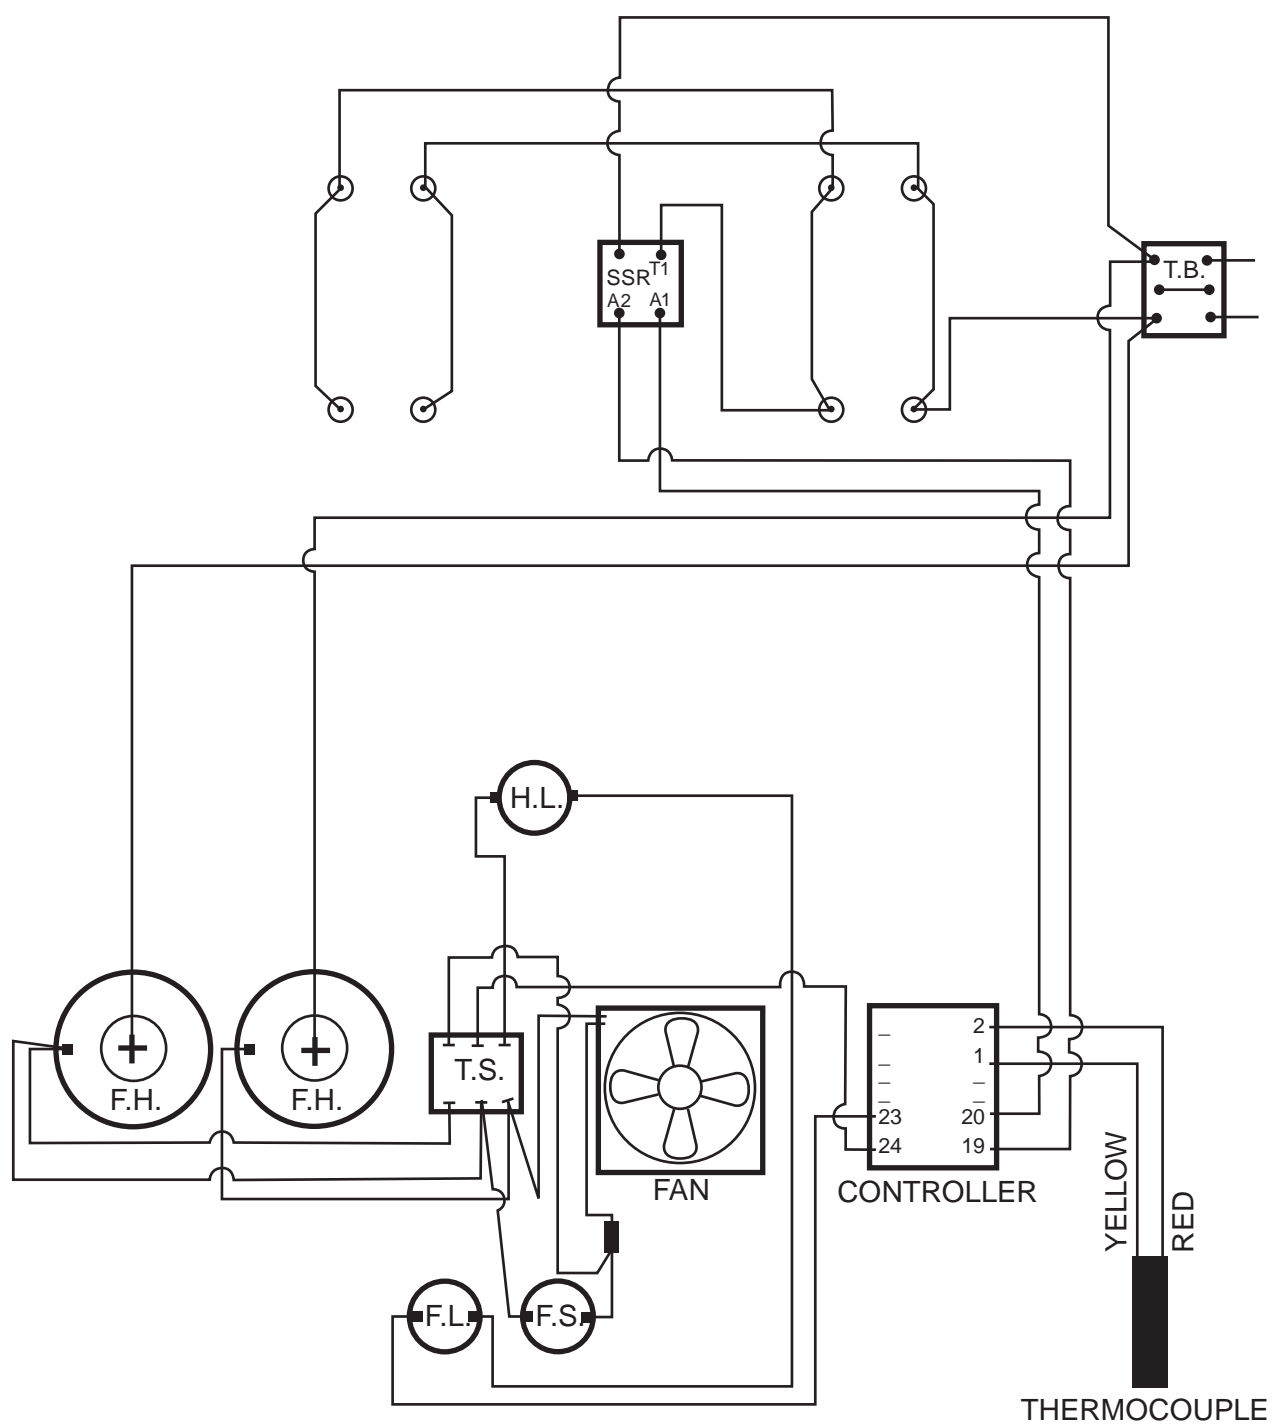 SSR
T1
A2
A1
T.B.
H.L.
F.H.
F.H.
T.S.
FAN
2
1
23
20
24
19
CONTROLLER
YELLOW
RED
F.L.
F.S.
THERMOCOUPLE